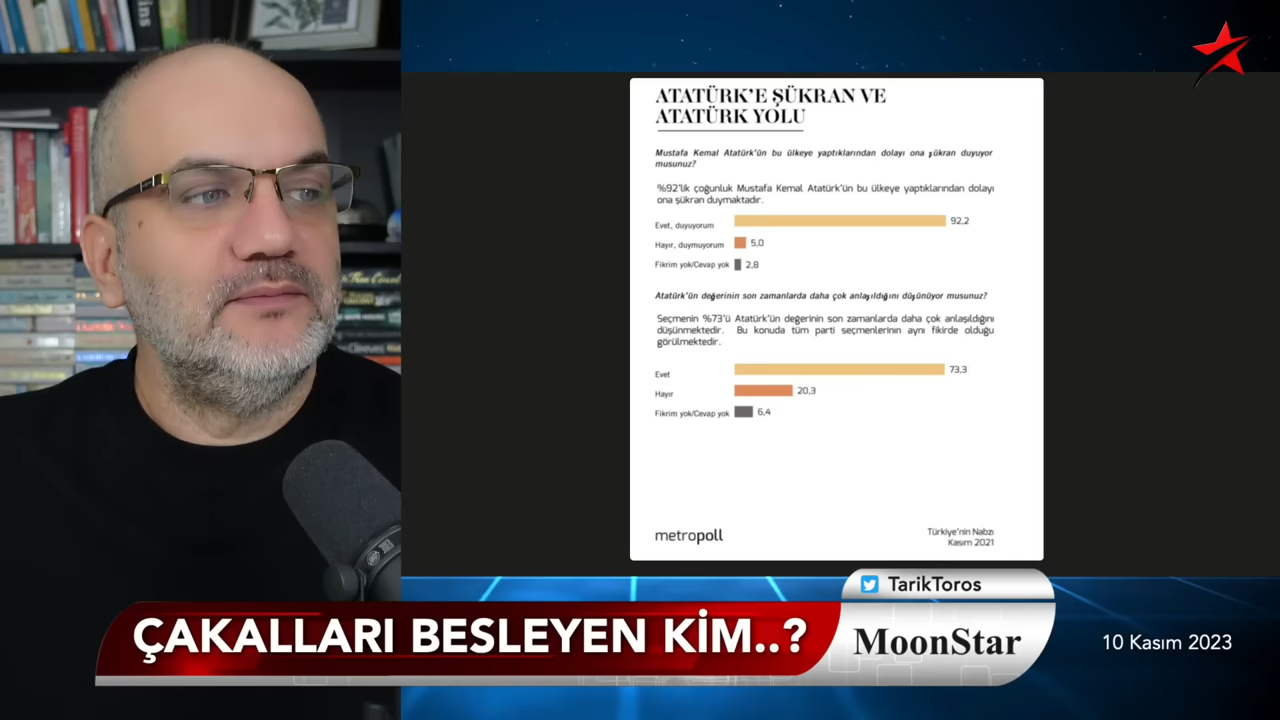 ATATÜRK'E ŞÜKRAN VE
ATATÜRK YOLU
Mustafa Kemal Atatürk'ün bu ülkeye yaptıklarından dolayı ona şükran duyuyor
musunuz?
%92'lik çoğunluk Mustafa Kemal Atatürk'ün bu ülkeye yaptıklarından dolayı
ona şükran duymaktadır.
Evet, duyuyorum 92,2
Hayır, duymuyorum 5,0
Fikrim yok/Cevap yok 2,8
Atatürk'ün değerinin son zamanlarda daha çok anlaşıldığını düşünüyor musunuz?
Seçmenin %73'ü Atatürk'ün değerinin son zamanlarda daha çok anlaşıldığını
düşünmektedir. Bu konuda tüm parti seçmenlerinin aynı fikirde olduğu
görülmektedir.
Evet 73,3
Hayır 20,3
Fikrim yok/Cevap yok 6,4
metropoll
Türkiye'nin Nabzı
Kasım 2021
TarikToros
ÇAKALLARI BESLEYEN KİM..?
MoonStar
10 Kasım 2023